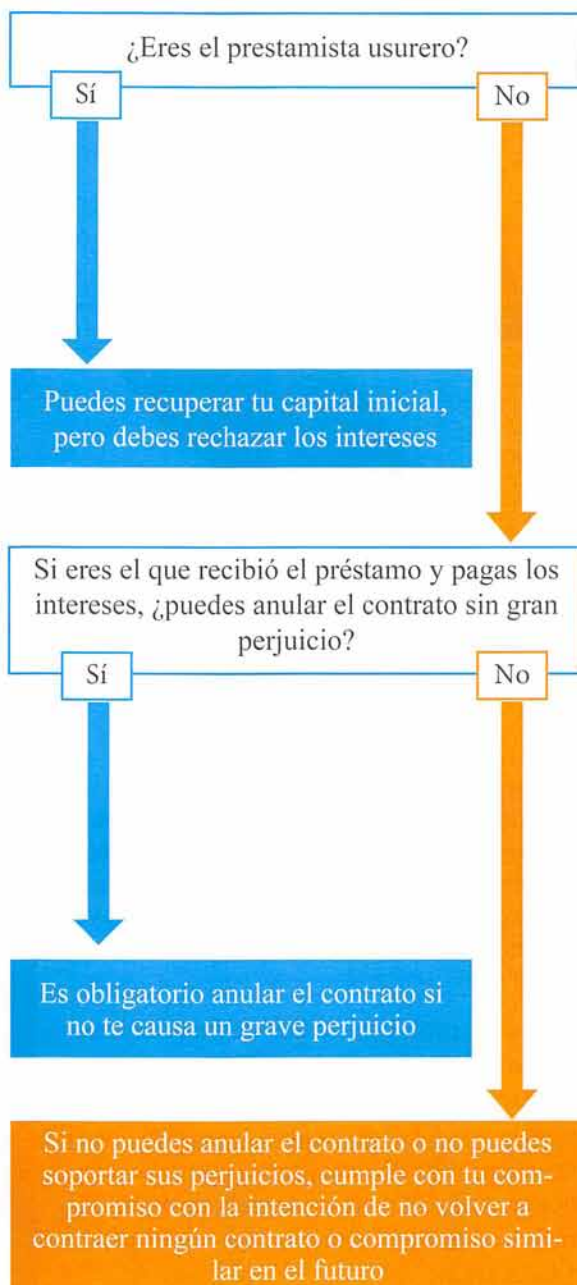 ¿Eres el prestamista usurero?
Sí
No
Puedes recuperar tu capital inicial,
pero debes rechazar los intereses
Si eres el que recibió el préstamo y pagas los
intereses, ¿puedes anular el contrato sin gran
perjuicio?
Sí
No
Es obligatorio anular el contrato si
no te causa un grave perjuicio
Si no puedes anular el contrato o no puedes
soportar sus perjuicios, cumple con tu com-
promiso con la intención de no volver a
contraer ningún contrato o compromiso simi-
lar en el futuro